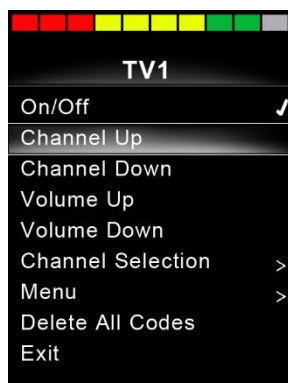 TV1
On/Off
Channel Up
Channel Down
Volume Up
Volume Down
Channel Selection >
Menu >
Delete All Codes
Exit